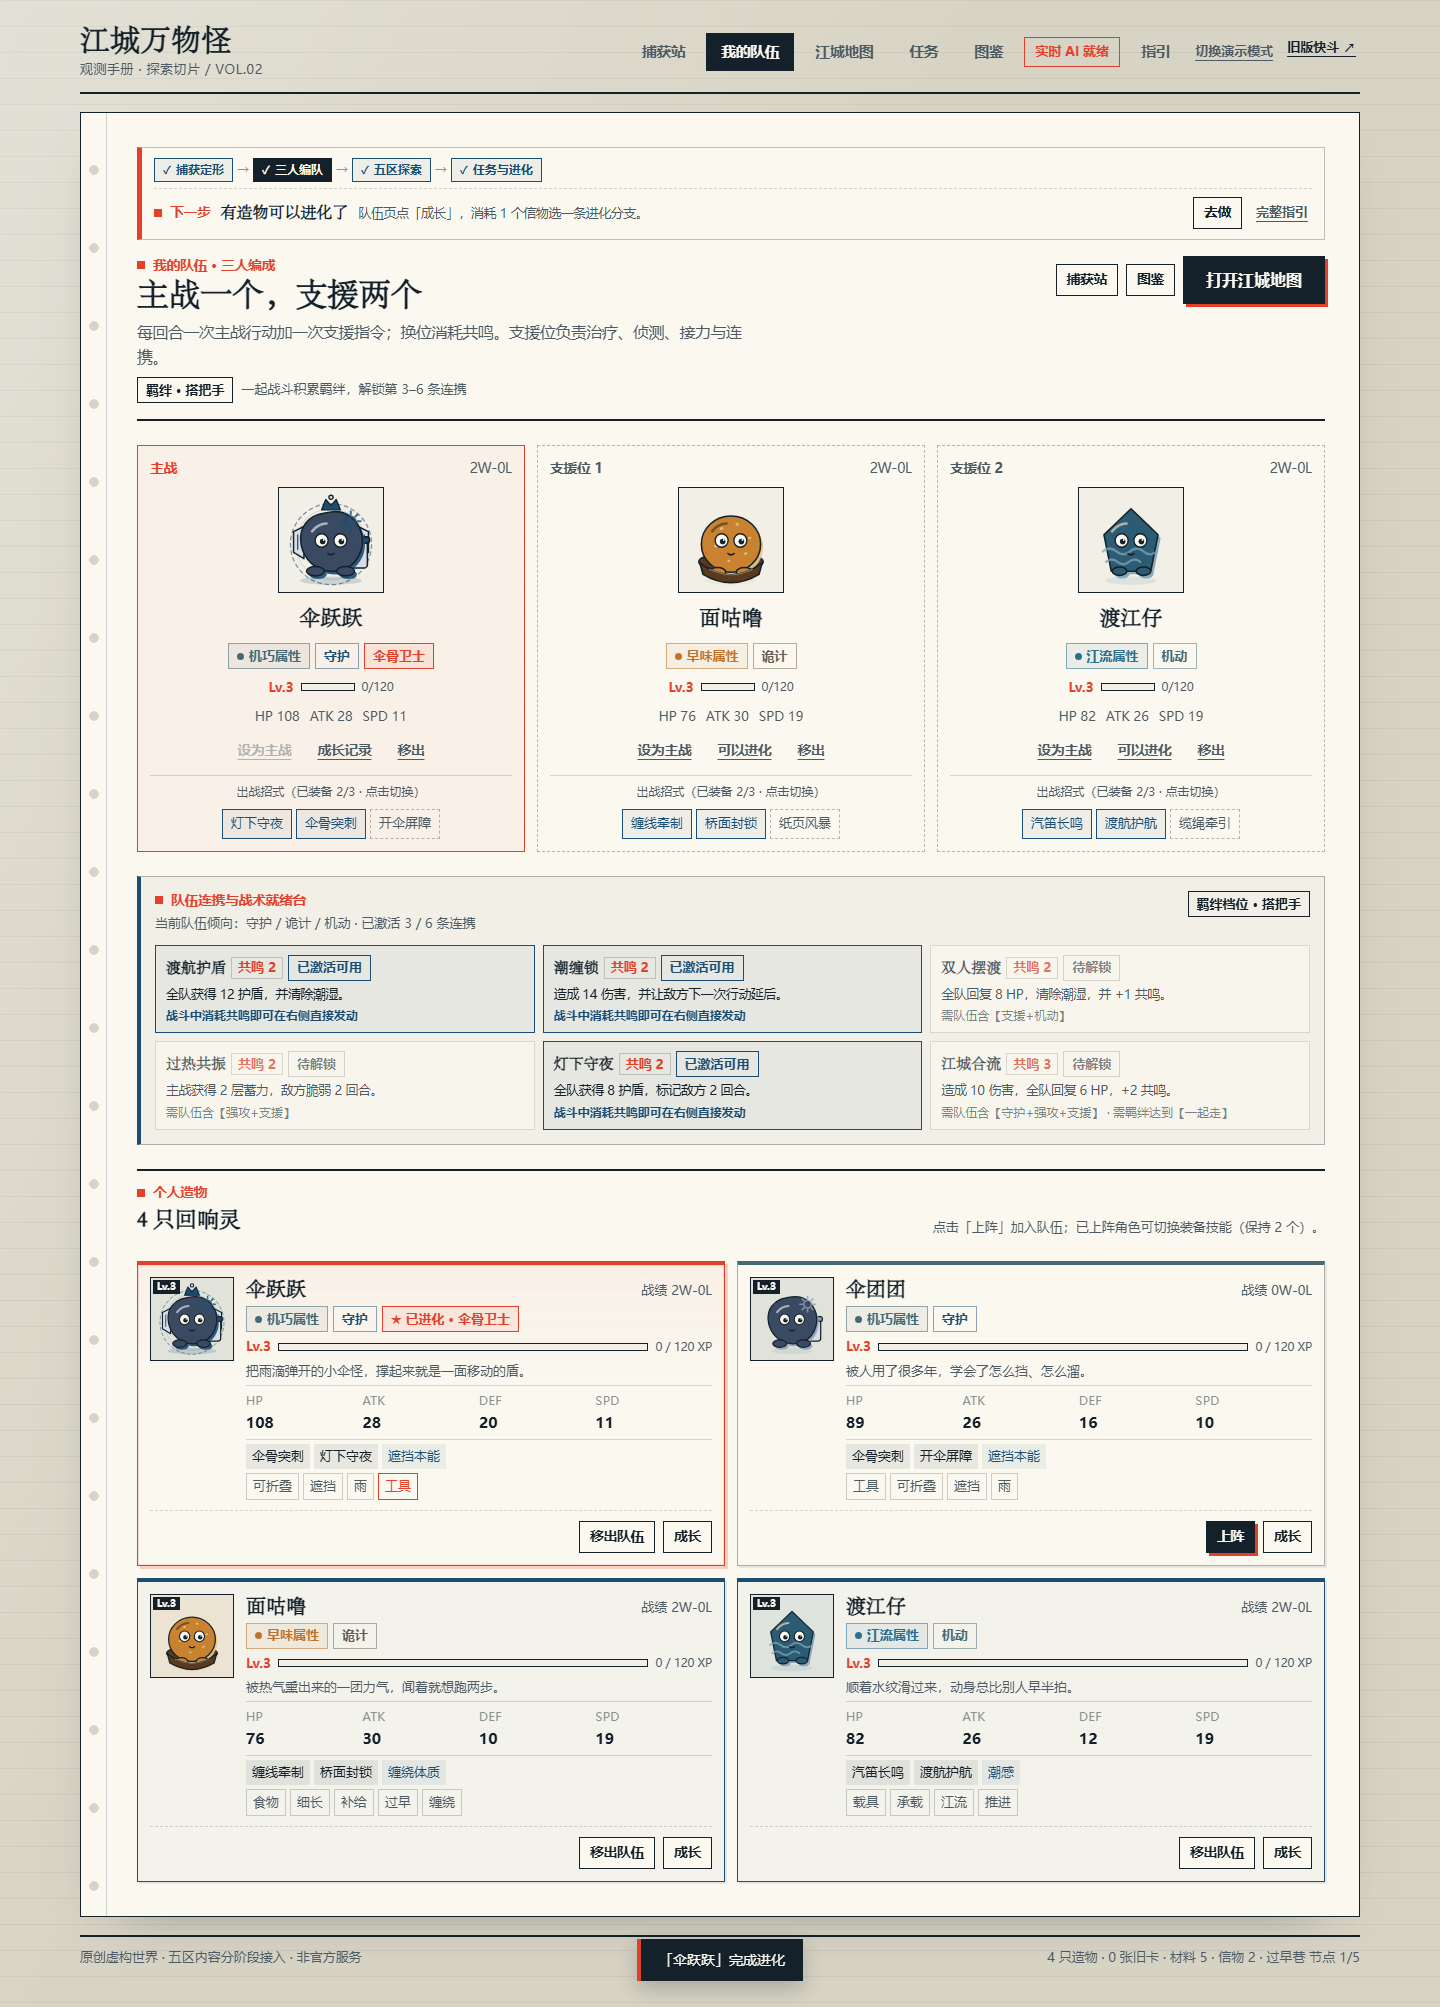 江城万物怪
观测手册 · 探索切片 / VOL.02
捕获站 我的队伍 江城地图 任务 图鉴 实时 AI 就绪 指引 切换演示模式 旧版快斗 ↗
✓ 捕获定形 → ✓ 三人编队 → ✓ 五区探索 → ✓ 任务与进化
下一步 有造物可以进化了 队伍页点「成长」，消耗 1 个信物选一条进化分支。 去做 完整指引
我的队伍 • 三人编成
主战一个，支援两个
捕获站 图鉴 打开江城地图
每回合一次主战行动加一次支援指令；换位消耗共鸣。支援位负责治疗、侦测、接力与连
携。
羁绊 • 搭把手 一起战斗积累羁绊，解锁第 3–6 条连携
主战 2W-0L
伞跃跃
机巧属性 守护 伞骨卫士
Lv.3 0/120
HP 108 ATK 28 SPD 11
设为主战 成长记录 移出
出战招式（已装备 2/3 · 点击切换）
灯下守夜 伞骨突刺 开伞屏障
支援位 1 2W-0L
面咕噜
早味属性 诡计
Lv.3 0/120
HP 76 ATK 30 SPD 19
设为主战 可以进化 移出
出战招式（已装备 2/3 · 点击切换）
缠线牵制 桥面封锁 纸页风暴
支援位 2 2W-0L
渡江仔
江流属性 机动
Lv.3 0/120
HP 82 ATK 26 SPD 19
设为主战 可以进化 移出
出战招式（已装备 2/3 · 点击切换）
汽笛长鸣 渡航护航 缆绳牵引
队伍连携与战术就绪台
当前队伍倾向：守护 / 诡计 / 机动 · 已激活 3 / 6 条连携
羁绊档位 • 搭把手
渡航护盾 共鸣 2 已激活可用
全队获得 12 护盾，并清除潮湿。
战斗中消耗共鸣即可在右侧直接发动
潮缠锁 共鸣 2 已激活可用
造成 14 伤害，并让敌方下一次行动延后。
战斗中消耗共鸣即可在右侧直接发动
双人摆渡 共鸣 2 待解锁
全队回复 8 HP，清除潮湿，并 +1 共鸣。
需队伍含【支援+机动】
过热共振 共鸣 2 待解锁
主战获得 2 层蓄力，敌方脆弱 2 回合。
需队伍含【强攻+支援】
灯下守夜 共鸣 2 已激活可用
全队获得 8 护盾，标记敌方 2 回合。
战斗中消耗共鸣即可在右侧直接发动
江城合流 共鸣 3 待解锁
造成 10 伤害，全队回复 6 HP，+2 共鸣。
需队伍含【守护+强攻+支援】 · 需羁绊达到【一起走】
个人造物
4 只回响灵
点击「上阵」加入队伍；已上阵角色可切换装备技能（保持 2 个）。
Lv.3
伞跃跃 战绩 2W-0L
机巧属性 守护 ★ 已进化 • 伞骨卫士
Lv.3 0 / 120 XP
把雨滴弹开的小伞怪，撑起来就是一面移动的盾。
HP ATK DEF SPD
108 28 20 11
伞骨突刺 灯下守夜 遮挡本能
可折叠 遮挡 雨 工具
移出队伍 成长
Lv.3
伞团团 战绩 0W-0L
机巧属性 守护
Lv.3 0 / 120 XP
被人用了很多年，学会了怎么挡、怎么溜。
HP ATK DEF SPD
89 26 16 10
伞骨突刺 开伞屏障 遮挡本能
工具 可折叠 遮挡 雨
上阵 成长
Lv.3
面咕噜 战绩 2W-0L
早味属性 诡计
Lv.3 0 / 120 XP
被热气熏出来的一团力气，闻着就想跑两步。
HP ATK DEF SPD
76 30 10 19
缠线牵制 桥面封锁 缠绕体质
食物 细长 补给 过早 缠绕
移出队伍 成长
Lv.3
渡江仔 战绩 2W-0L
江流属性 机动
Lv.3 0 / 120 XP
顺着水纹滑过来，动身总比别人早半拍。
HP ATK DEF SPD
82 26 12 19
汽笛长鸣 渡航护航 潮感
载具 承载 江流 推进
移出队伍 成长
原创虚构世界 · 五区内容分阶段接入 · 非官方服务
「伞跃跃」完成进化
4 只造物 · 0 张旧卡 · 材料 5 · 信物 2 · 过早巷 节点 1/5